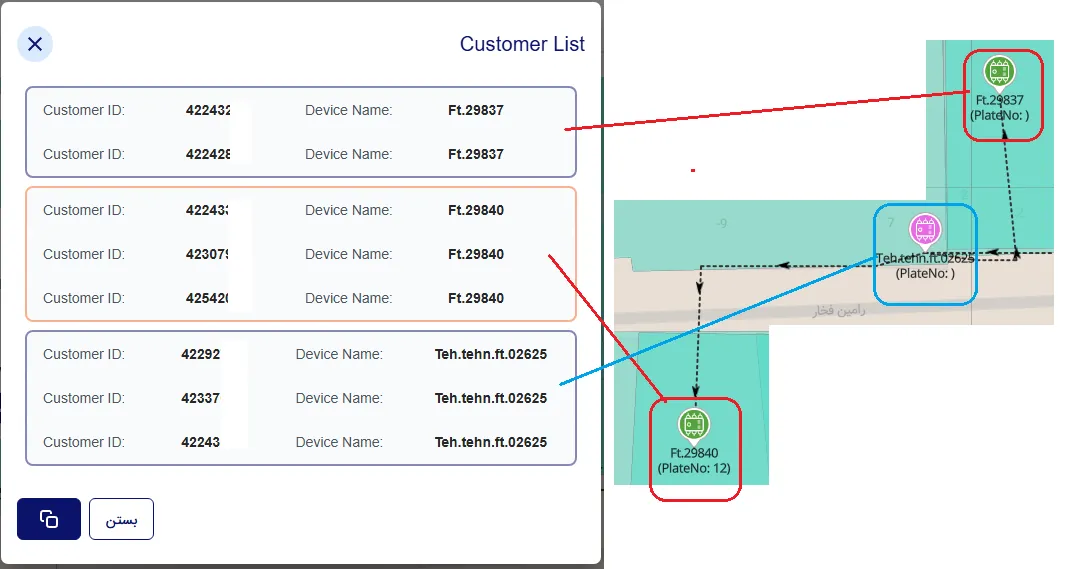 Customer List
Customer ID: 422432 Device Name: Ft.29837
Customer ID: 422428 Device Name: Ft.29837
Customer ID: 422433 Device Name: Ft.29840
Customer ID: 423079 Device Name: Ft.29840
Customer ID: 425420 Device Name: Ft.29840
Customer ID: 42292 Device Name: Teh.tehn.ft.02625
Customer ID: 42337 Device Name: Teh.tehn.ft.02625
Customer ID: 42243 Device Name: Teh.tehn.ft.02625
بستن
Ft.29837
(PlateNo: )
-9
7
Teh.tehn.ft.02625
(PlateNo: )
رامین فخار
Ft.29840
(PlateNo: 12)